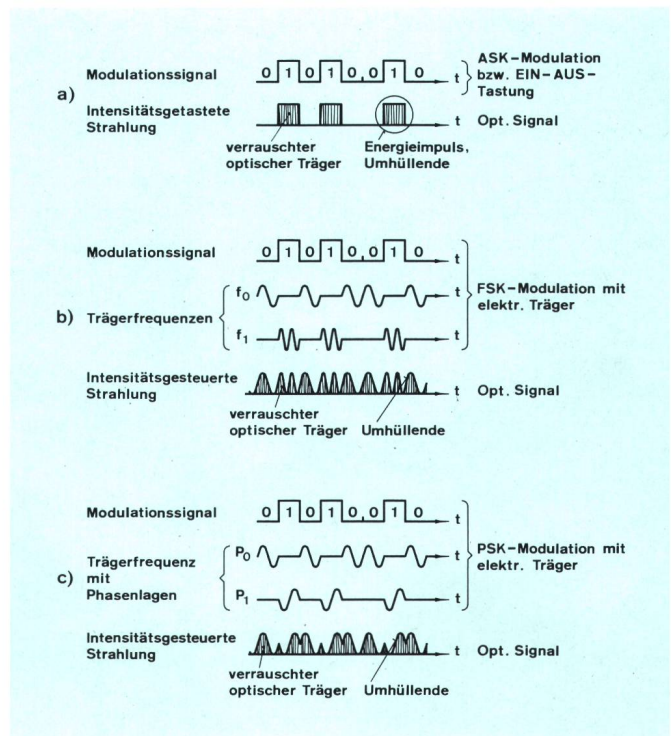 Modulationssignal 0 1 0 1 0 0 1 0 t
ASK-Modulation
bzw. EIN-AUS-
Tastung
a)
Intensitätsgetastete
Strahlung
t Opt. Signal
verrauschter
optischer Träger
Energieimpuls,
Umhüllende
Modulationssignal 0 1 0 1 0 0 1 0 t
b) Trägerfrequenzen
f0 t
f1 t
FSK-Modulation mit
elektr. Träger
Intensitätsgesteuerte
Strahlung
t Opt. Signal
verrauschter
optischer Träger
Umhüllende
Modulationssignal 0 1 0 1 0 0 1 0 t
c) Trägerfrequenz
mit
Phasenlagen
P0 t
P1 t
PSK-Modulation mit
elektr. Träger
Intensitätsgesteuerte
Strahlung
t Opt. Signal
verrauschter
optischer Träger
Umhüllende